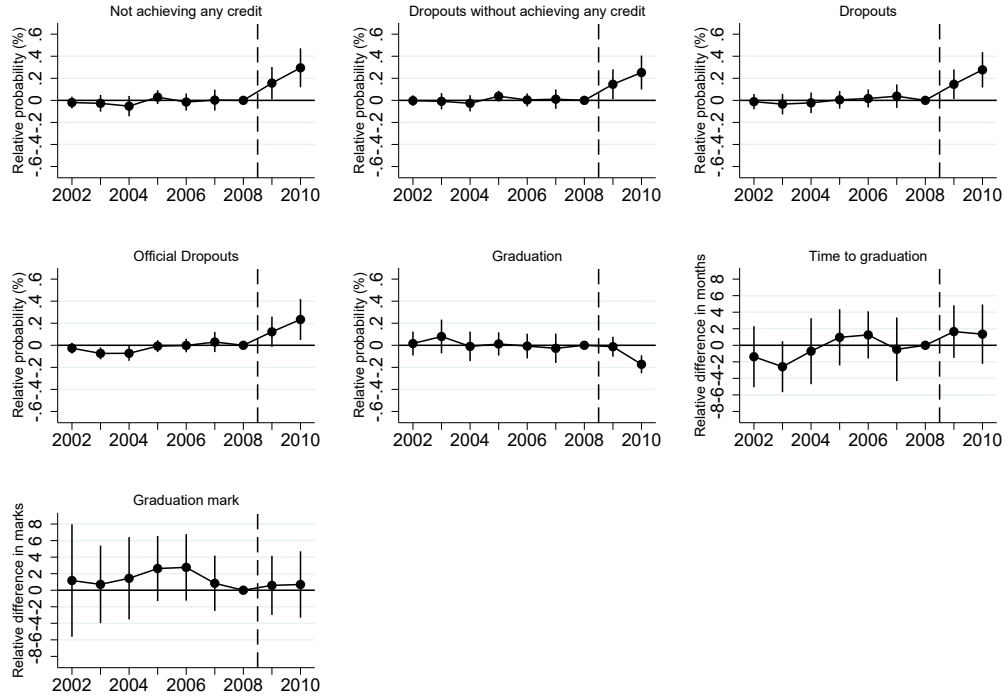 Not achieving any credit
Relative probability (%)
-.6-.4-.2 0 .2 .4 .6
2002 2004 2006 2008 2010
Dropouts without achieving any credit
Relative probability (%)
-.6-.4-.2 0 .2 .4 .6
2002 2004 2006 2008 2010
Dropouts
Relative probability (%)
-.6-.4-.2 0 .2 .4 .6
2002 2004 2006 2008 2010
Official Dropouts
Relative probability (%)
-.6-.4-.2 0 .2 .4 .6
2002 2004 2006 2008 2010
Graduation
Relative probability (%)
-.6-.4-.2 0 .2 .4 .6
2002 2004 2006 2008 2010
Time to graduation
Relative difference in months
-8-6-4-2 0 2 4 6 8
2002 2004 2006 2008 2010
Graduation mark
Relative difference in marks
-8-6-4-2 0 2 4 6 8
2002 2004 2006 2008 2010